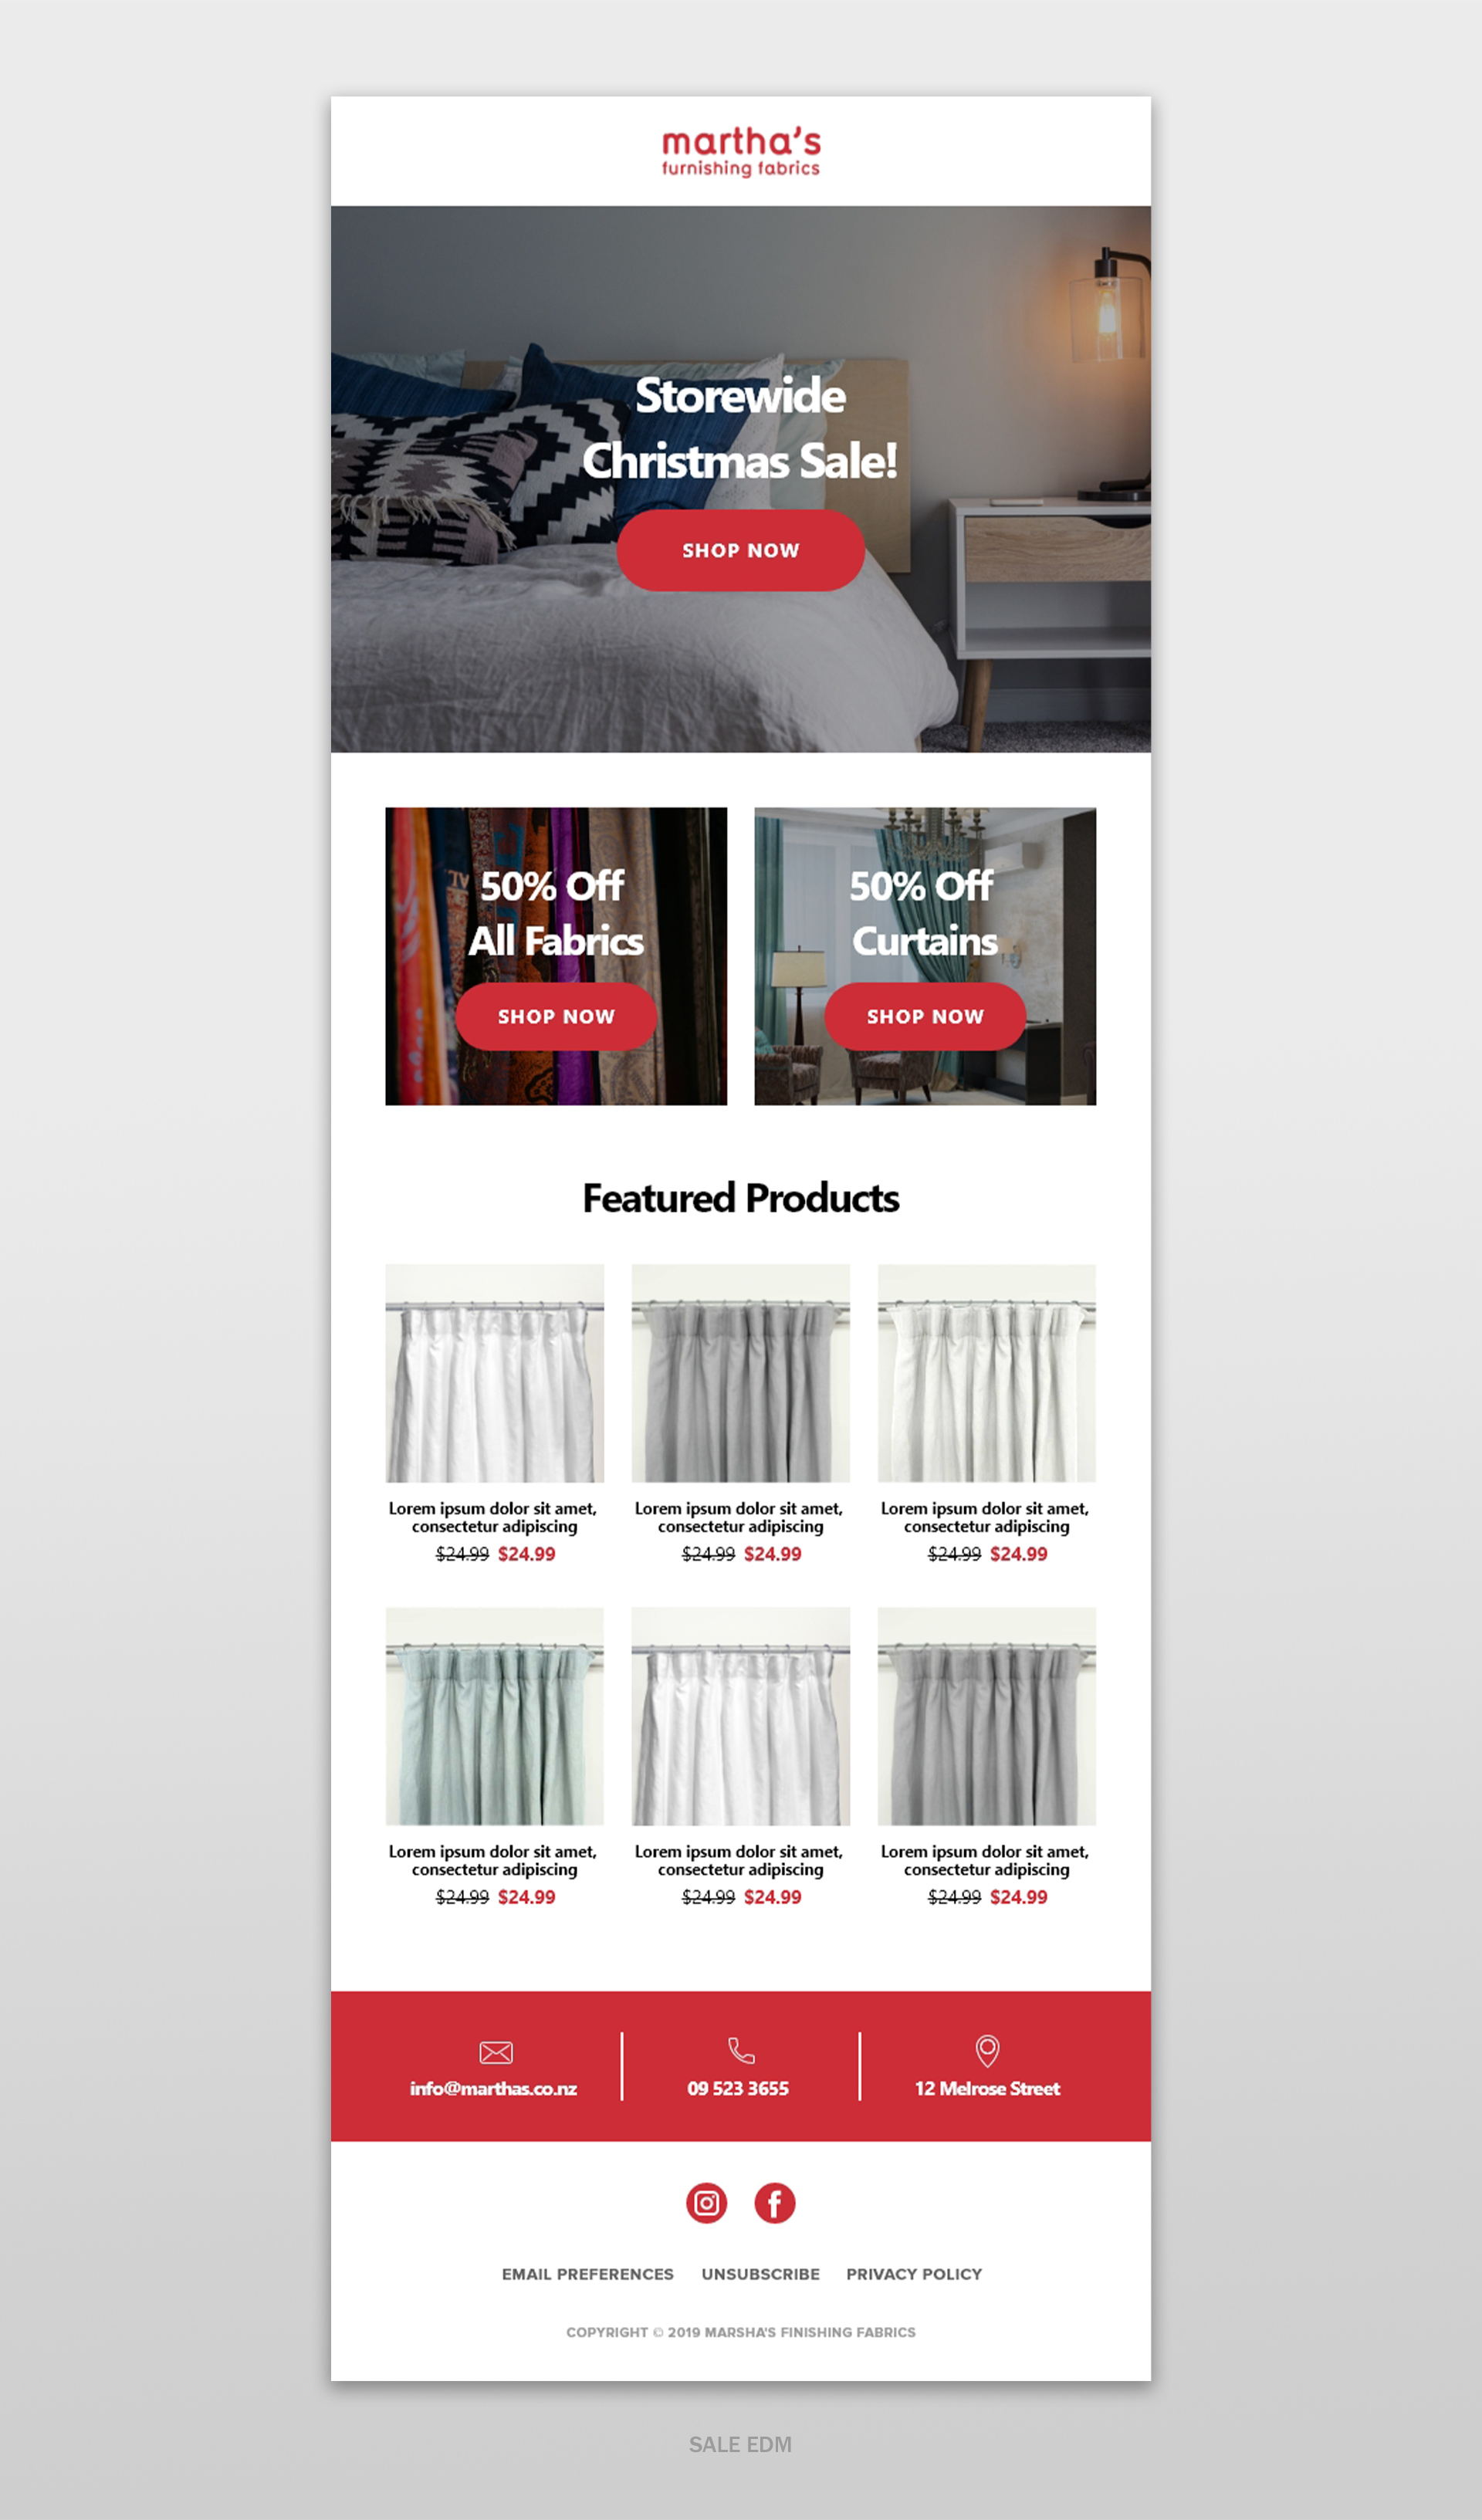 martha's
furnishing fabrics
Storewide
Christmas Sale!
SHOP NOW
50% Off
All Fabrics
SHOP NOW
50% Off
Curtains
SHOP NOW
Featured Products
Lorem ipsum dolor sit amet,
consectetur adipiscing
$24.99 $24.99
Lorem ipsum dolor sit amet,
consectetur adipiscing
$24.99 $24.99
Lorem ipsum dolor sit amet,
consectetur adipiscing
$24.99 $24.99
Lorem ipsum dolor sit amet,
consectetur adipiscing
$24.99 $24.99
Lorem ipsum dolor sit amet,
consectetur adipiscing
$24.99 $24.99
Lorem ipsum dolor sit amet,
consectetur adipiscing
$24.99 $24.99
info@marthas.co.nz
09 523 3655
12 Melrose Street
EMAIL PREFERENCES UNSUBSCRIBE PRIVACY POLICY
COPYRIGHT © 2019 MARSHA'S FINISHING FABRICS
SALE EDM